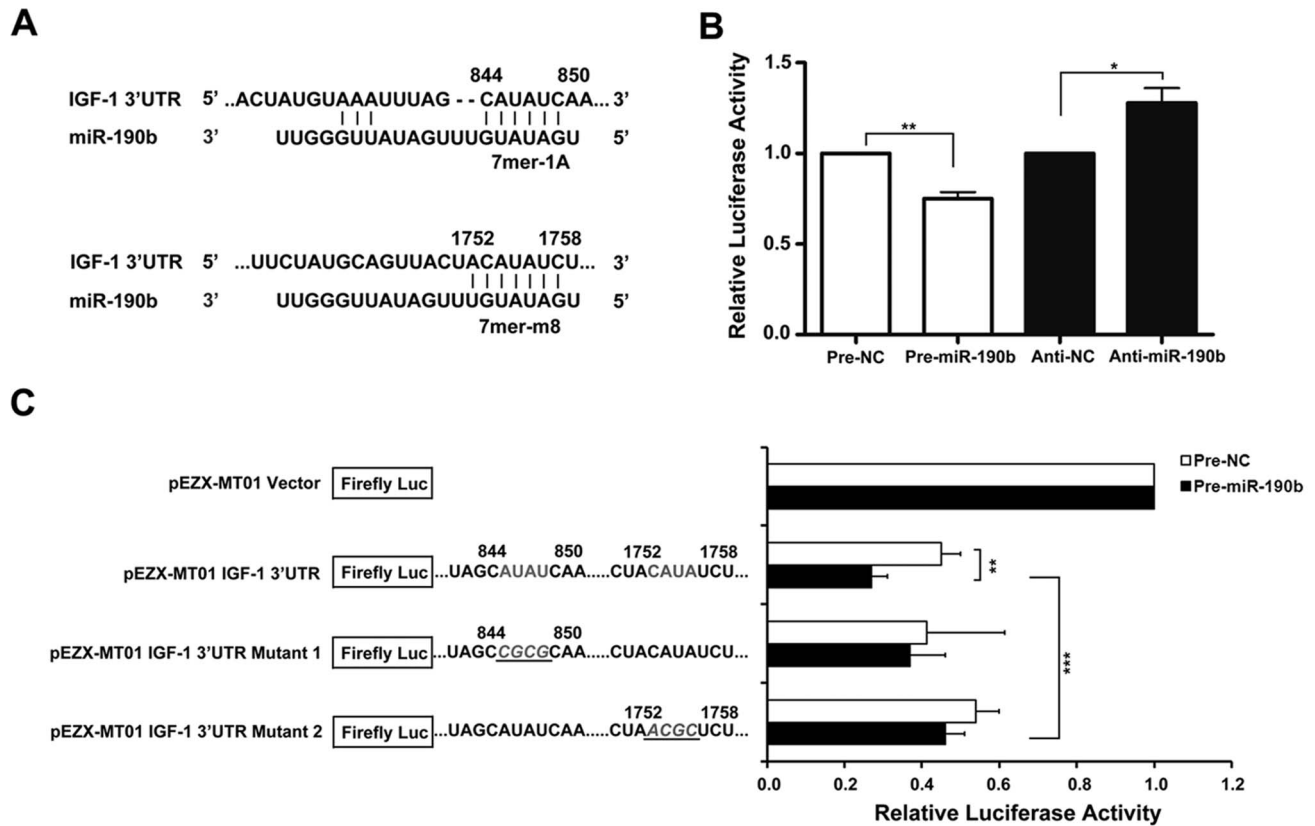 A
844 850
IGF-1 3’UTR 5’ ..ACUAUGUAAAUUUAG - - CAUAUCAA... 3’
miR-190b 3’ UUGGGUUAUAGUUUGUAUAGU 5’
7mer-1A
1752 1758
IGF-1 3’UTR 5’ ...UUCUAUGCAGUUACUACAUAUCU... 3’
miR-190b 3’ UUGGGUUAUAGUUUGUAUAGU 5’
7mer-m8
B
Relative Luciferase Activity
1.5
1.0
0.5
0.0
** *
Pre-NC Pre-miR-190b Anti-NC Anti-miR-190b
C
pEZX-MT01 Vector Firefly Luc
844 850 1752 1758
pEZX-MT01 IGF-1 3’UTR Firefly Luc ...UAGCAUAUCAA.....CUACAUAUCU...
844 850
pEZX-MT01 IGF-1 3’UTR Mutant 1 Firefly Luc ...UAGCCGCGCAA.....CUACAUAUCU...
1752 1758
pEZX-MT01 IGF-1 3’UTR Mutant 2 Firefly Luc ...UAGCAUAUCAA.....CUAACGCUCU...
Pre-NC
Pre-miR-190b
**
***
0.0 0.2 0.4 0.6 0.8 1.0 1.2
Relative Luciferase Activity